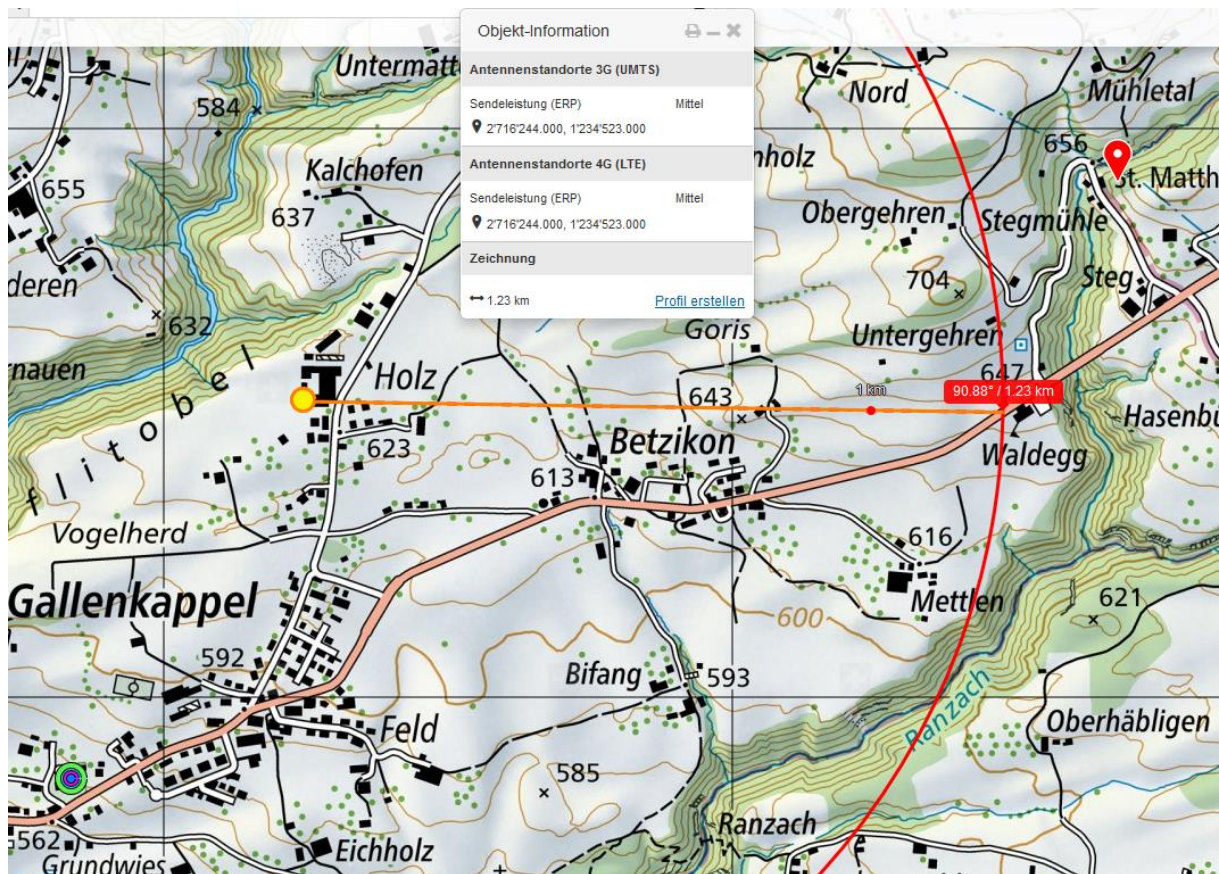 Objekt-Information
Antennenstandorte 3G (UMTS)
Sendeleistung (ERP) Mittel
2'716'244.000, 1'234'523.000
Antennenstandorte 4G (LTE)
Sendeleistung (ERP) Mittel
2'716'244.000, 1'234'523.000
Zeichnung
1.23 km Profil erstellen
Untermatt
584
Nord
Mühletal
656
Kalchofen
655
637
St. Matth
Obergehren
Stegmühle
deren
704
Steg
632
Goris
Untergehren
rnauen
647
Holz
1 km
90.88° / 1.23 km
643
Hasenbu
flitobel
623
Betzikon
Waldegg
613
Vogelherd
616
Gallenkappel
Mettlen
621
600
592
Bifang
593
Ranzach
Oberhäbligen
Feld
585
562
Ranzach
Eichholz
Grundwies